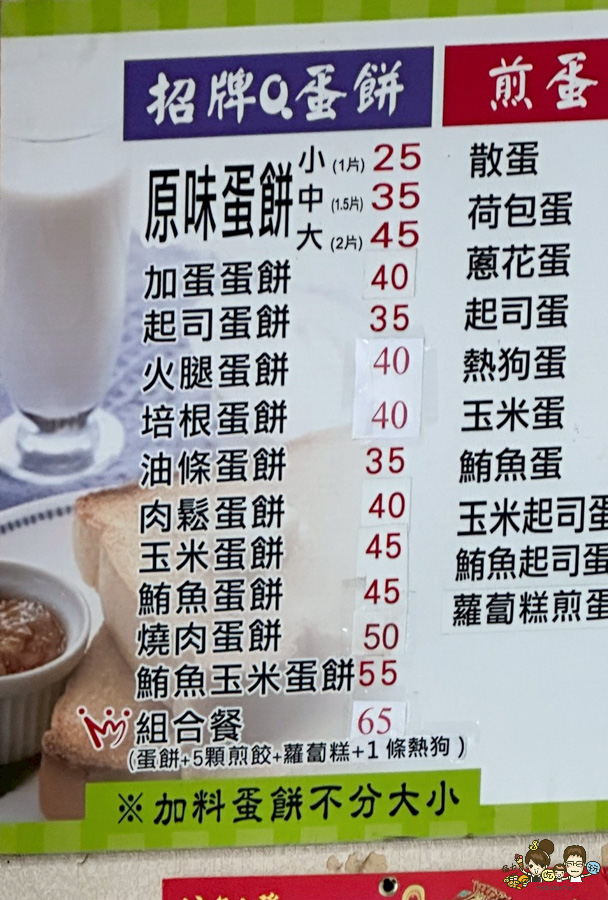 招牌Q蛋餅
原味蛋餅
小 (1片) 25
中 (1.5片) 35
大 (2片) 45
加蛋蛋餅 40
起司蛋餅 35
火腿蛋餅 40
培根蛋餅 40
油條蛋餅 35
肉鬆蛋餅 40
玉米蛋餅 45
鮪魚蛋餅 45
燒肉蛋餅 50
鮪魚玉米蛋餅 55
組合餐 65
(蛋餅+5顆煎餃+蘿蔔糕+1條熱狗)
※加料蛋餅不分大小
煎蛋
散蛋
荷包蛋
蔥花蛋
起司蛋
熱狗蛋
玉米蛋
鮪魚蛋
玉米起司蛋
鮪魚起司蛋
蘿蔔糕煎蛋